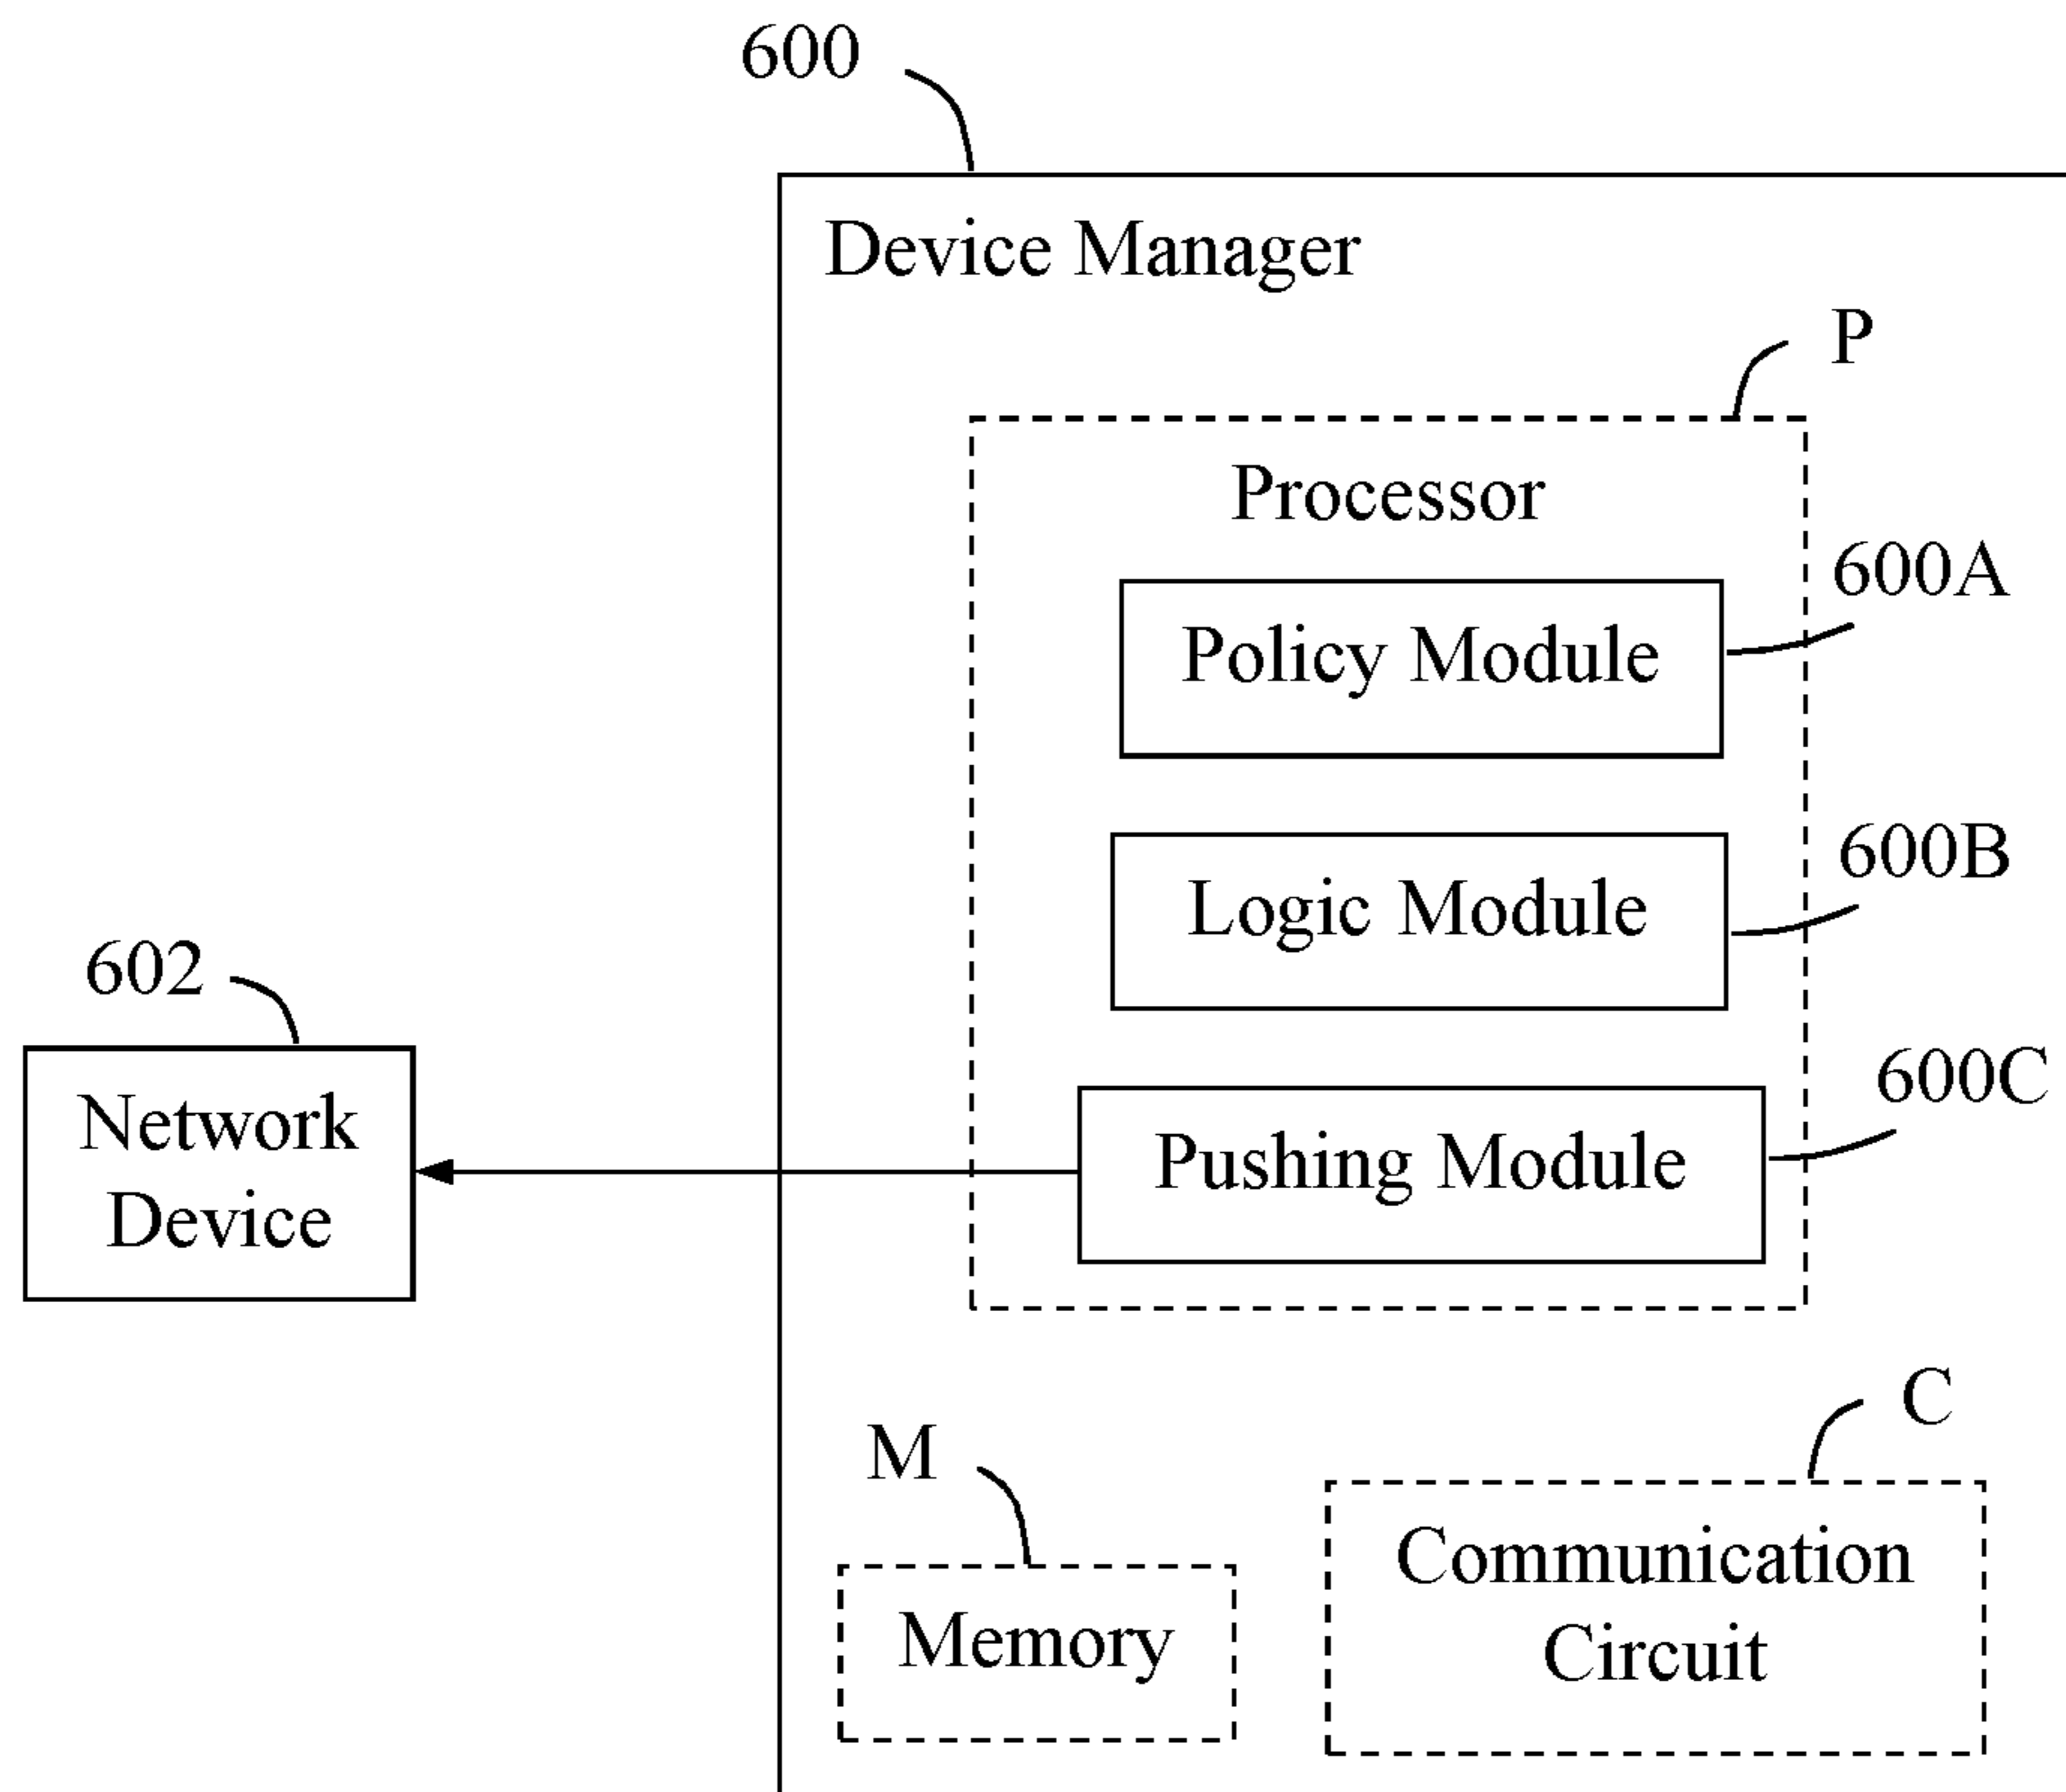 600
Device Manager
P
Processor
600A
Policy Module
600B
Logic Module
602
600C
Network
Device
Pushing Module
C
M
Communication
Circuit
Memory